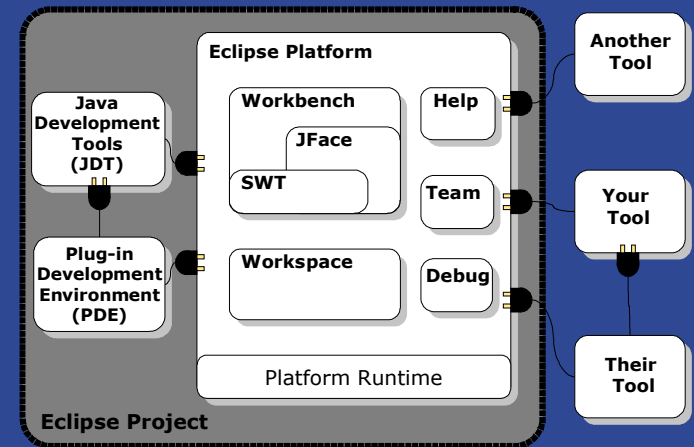 Eclipse Platform
Java
Development
Tools
(JDT)
Plug-in
Development
Environment
(PDE)
Workbench
JFace
SWT
Workspace
Help
Team
Debug
Platform Runtime
Eclipse Project
Another
Tool
Your
Tool
Their
Tool